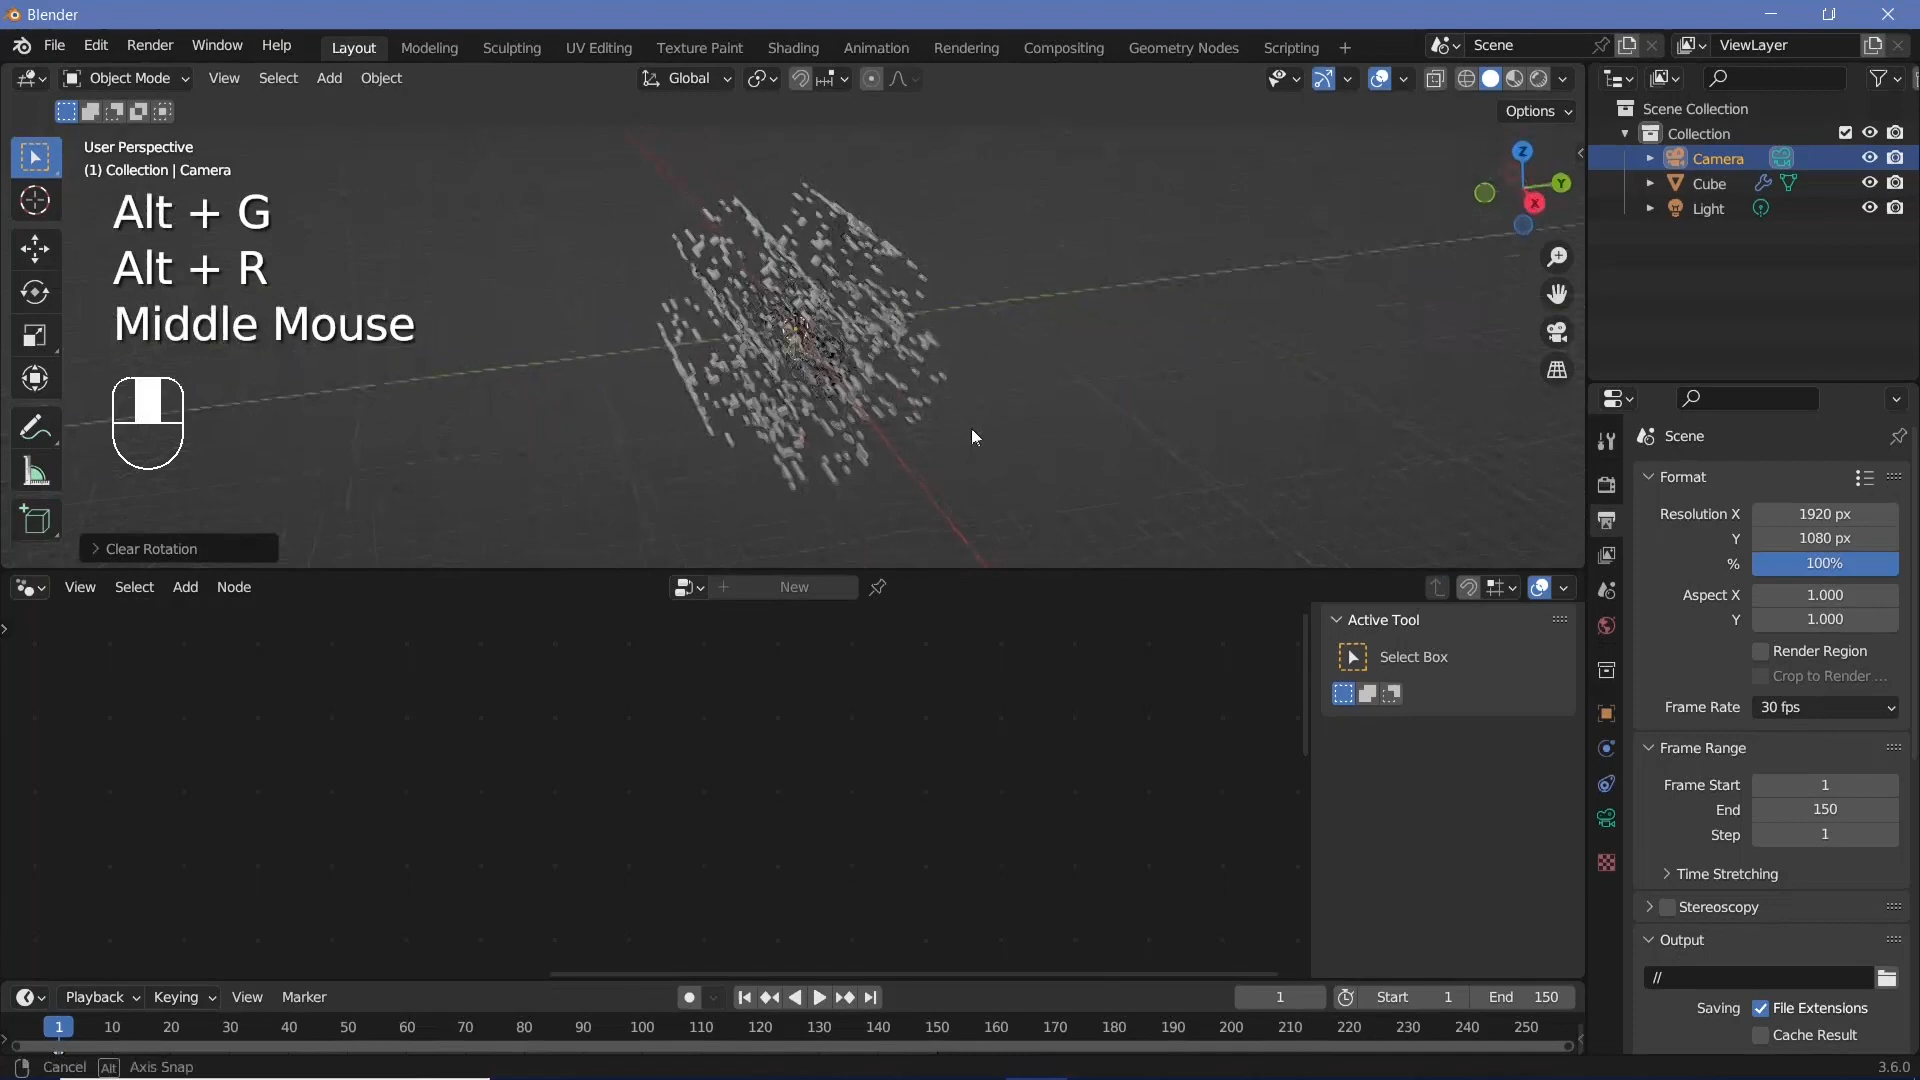 Blender
File Edit Render Window Help Layout Modeling Sculpting UV Editing Texture Paint Shading Animation Rendering Compositing Geometry Nodes Scripting + Scene ViewLayer
Object Mode View Select Add Object Global
Options
User Perspective
(1) Collection | Camera
Alt + G
Alt + R
Middle Mouse
Z
Y
X
Clear Rotation
Scene Collection
Collection
Camera
Cube
Light
Scene
Format
Resolution X 1920 px
Y 1080 px
% 100%
Aspect X 1.000
Y 1.000
Render Region
Crop to Render ...
Frame Rate 30 fps
Frame Range
Frame Start 1
End 150
Step 1
Time Stretching
Stereoscopy
Output
//
Saving File Extensions
Cache Result
View Select Add Node + New
Active Tool
Select Box
Playback Keying View Marker 1 Start 1 End 150
1 10 20 30 40 50 60 70 80 90 100 110 120 130 140 150 160 170 180 190 200 210 220 230 240 250
Cancel Alt Axis Snap 3.6.0